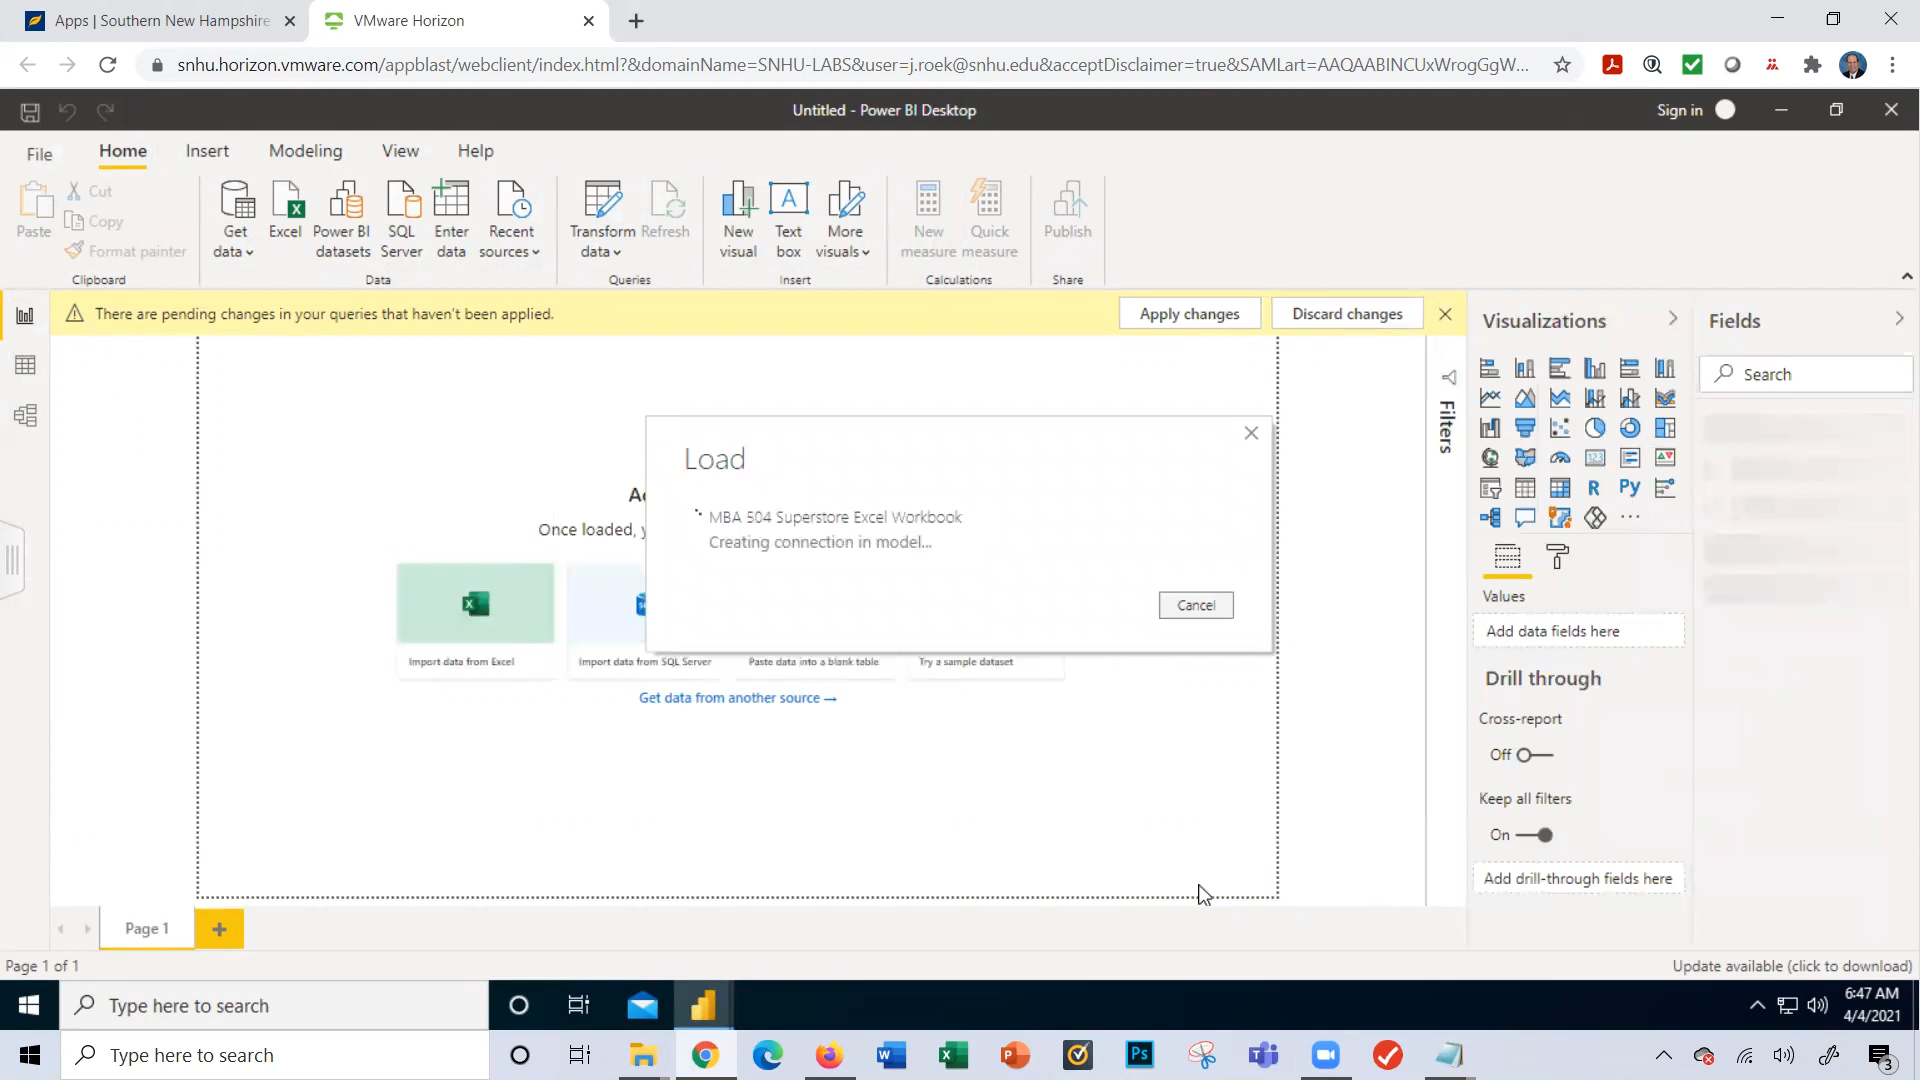 Apps | Southern New Hampshire
VMware Horizon
snhu.horizon.vmware.com/appblast/webclient/index.html?&domainName=SNHU-LABS&user=j.roek@snhu.edu&acceptDisclaimer=true&SAMLart=AAQAABINCUxWrogGgW...
Untitled - Power BI Desktop
Sign in
File
Home
Insert
Modeling
View
Help
Paste
Cut
Copy
Format painter
Clipboard
Get data
Excel
Power BI datasets
SQL Server
Enter data
Recent sources
Data
Transform data
Refresh
Queries
New visual
Text box
More visuals
Insert
New measure
Quick measure
Calculations
Publish
Share
There are pending changes in your queries that haven't been applied.
Apply changes
Discard changes
Visualizations
Fields
Search
Filters
Load
MBA 504 Superstore Excel Workbook
Creating connection in model...
Cancel
Once loaded,
Import data from Excel
Import data from SQL Server
Paste data into a blank table
Try a sample dataset
Get data from another source →
123
R
Py
...
Values
Add data fields here
Drill through
Cross-report
Off
Keep all filters
On
Add drill-through fields here
Page 1
Page 1 of 1
Update available (click to download)
Type here to search
6:47 AM
4/4/2021
Type here to search
Ps
3